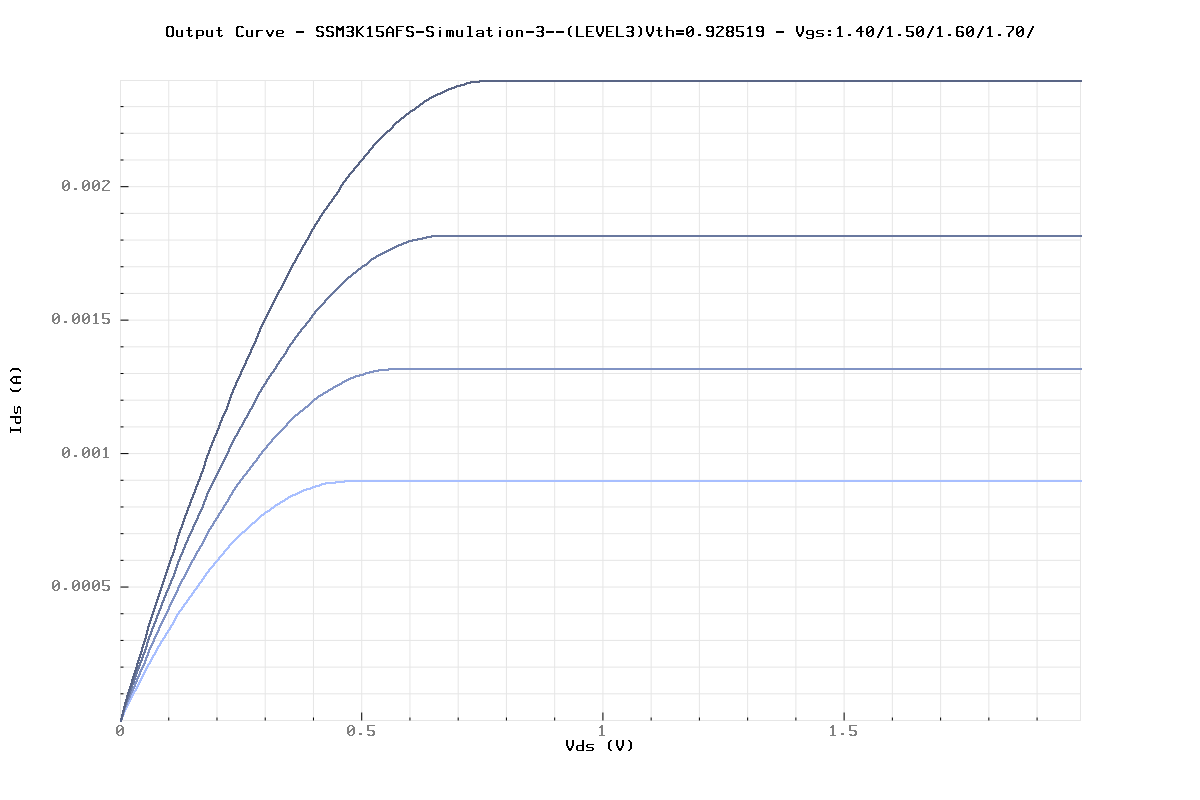 Output Curve - SSM3K15AFS-Simulation-3--(LEVEL3)Vth=0.928519 - Vgs:1.40/1.50/1.60/1.70/
0.002
0.0015
Ids (A)
0.001
0.0005
0
0.5
1
1.5
Vds (V)